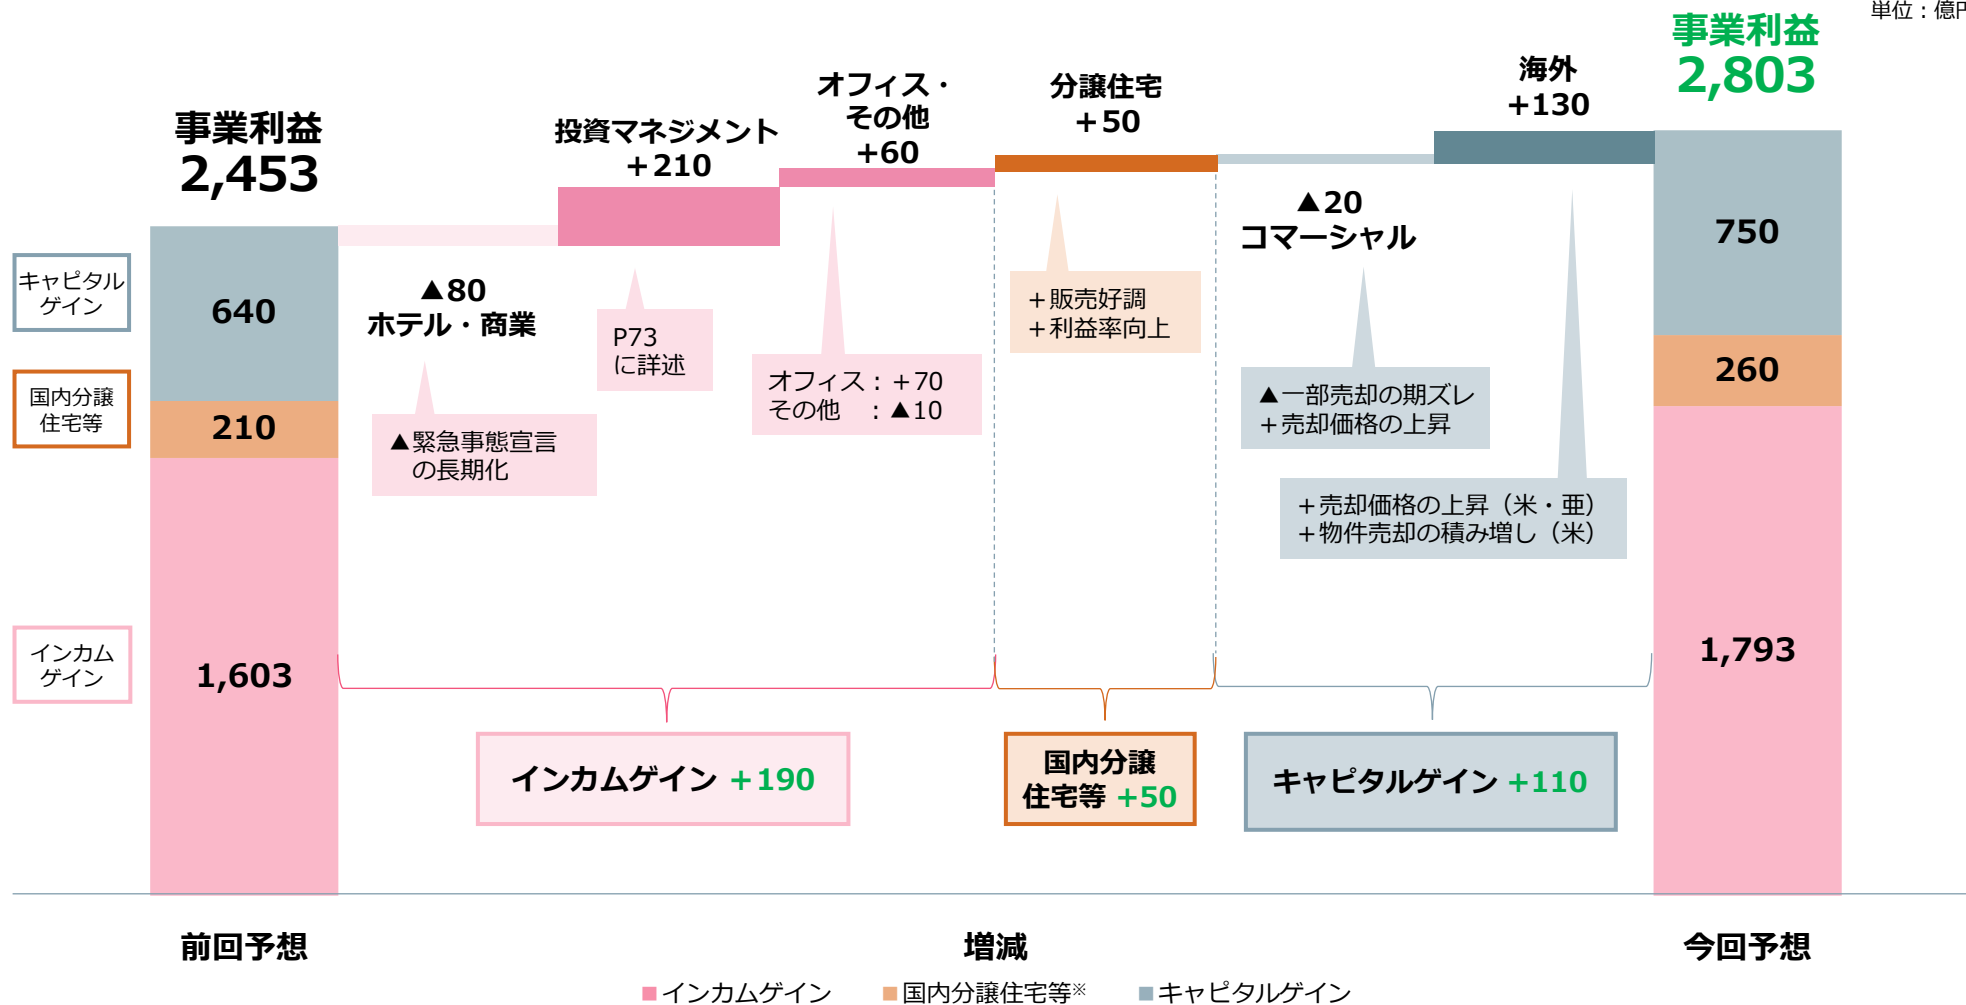 単位：億円
事業利益
2,453
投資マネジメント
＋210
オフィス・
その他
+60
分譲住宅
＋50
海外
+130
事業利益
2,803
キャピタル
ゲイン
国内分譲
住宅等
インカム
ゲイン
640
210
1,603
▲80
ホテル・商業
▲緊急事態宣言
の長期化
P73
に詳述
オフィス：＋70
その他　：▲10
＋販売好調
＋利益率向上
▲20
コマーシャル
▲一部売却の期ズレ
＋売却価格の上昇
＋売却価格の上昇（米・亜）
＋物件売却の積み増し（米）
750
260
1,793
インカムゲイン +190
国内分譲
住宅等 +50
キャピタルゲイン +110
前回予想
増減
今回予想
インカムゲイン
国内分譲住宅等※
キャピタルゲイン